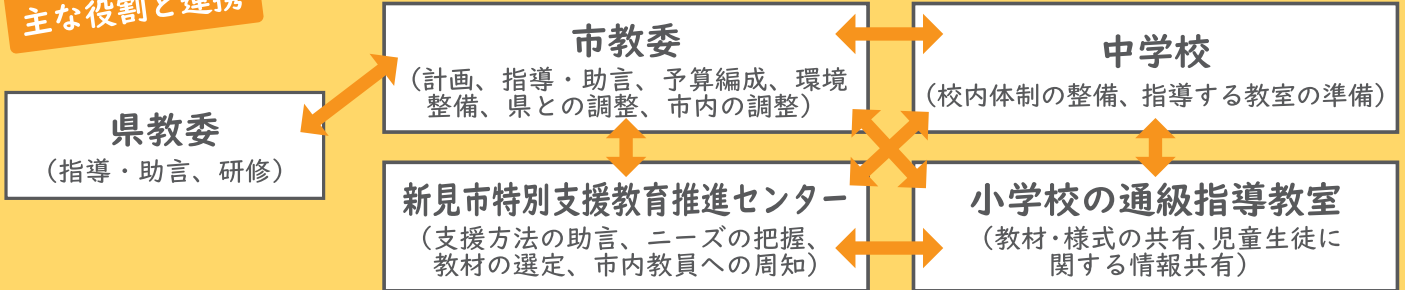 主な役割と連携
県教委
（指導・助言、研修）
市教委
（計画、指導・助言、予算編成、環境
整備、県との調整、市内の調整）
中学校
（校内体制の整備、指導する教室の準備）
新見市特別支援教育推進センター
（支援方法の助言、ニーズの把握、
教材の選定、市内教員への周知）
小学校の通級指導教室
（教材・様式の共有、児童生徒に
関する情報共有）